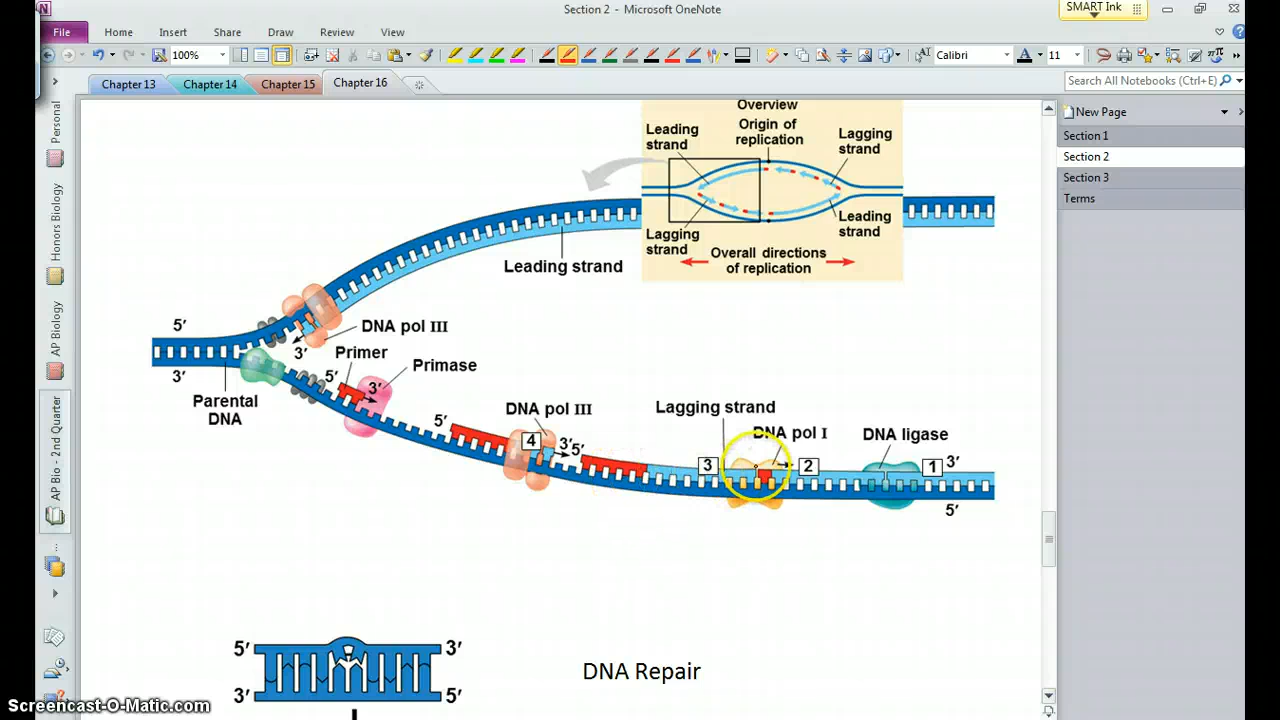 Section 2 - Microsoft OneNote
SMART Ink
File Home Insert Share Draw Review View
100%
Calibri
11
Chapter 13 Chapter 14 Chapter 15 Chapter 16
Search All Notebooks (Ctrl+E)
New Page
Section 1
Section 2
Section 3
Terms
Personal
Honors Biology
AP Biology
AP Bio - 2nd Quarter
Overview
Origin of
replication
Leading
strand
Lagging
strand
Lagging
strand
Leading
strand
Overall directions
of replication
Leading strand
5′
3′
Parental
DNA
DNA pol III
3′
Primer
5′
3′
Primase
5′
DNA pol III
4
3′
5′
Lagging strand
3
DNA pol I
2
DNA ligase
1
3′
5′
5′
3′
3′
5′
DNA Repair
Screencast-O-Matic.com